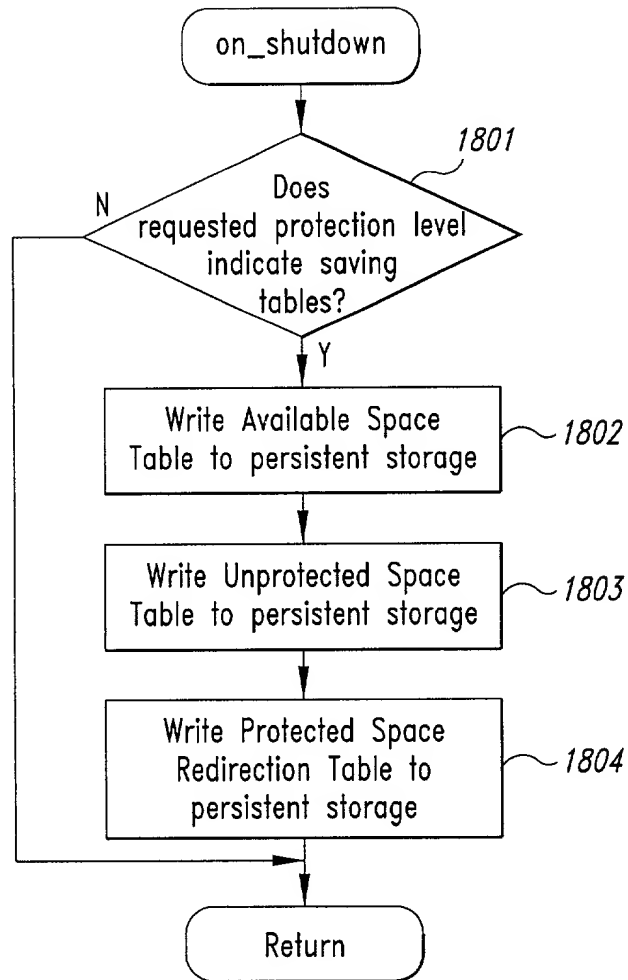 on_shutdown
1801
N
Does
requested protection level
indicate saving
tables?
Y
Write Available Space
Table to persistent storage
1802
Write Unprotected Space
Table to persistent storage
1803
Write Protected Space
Redirection Table to
persistent storage
1804
Return